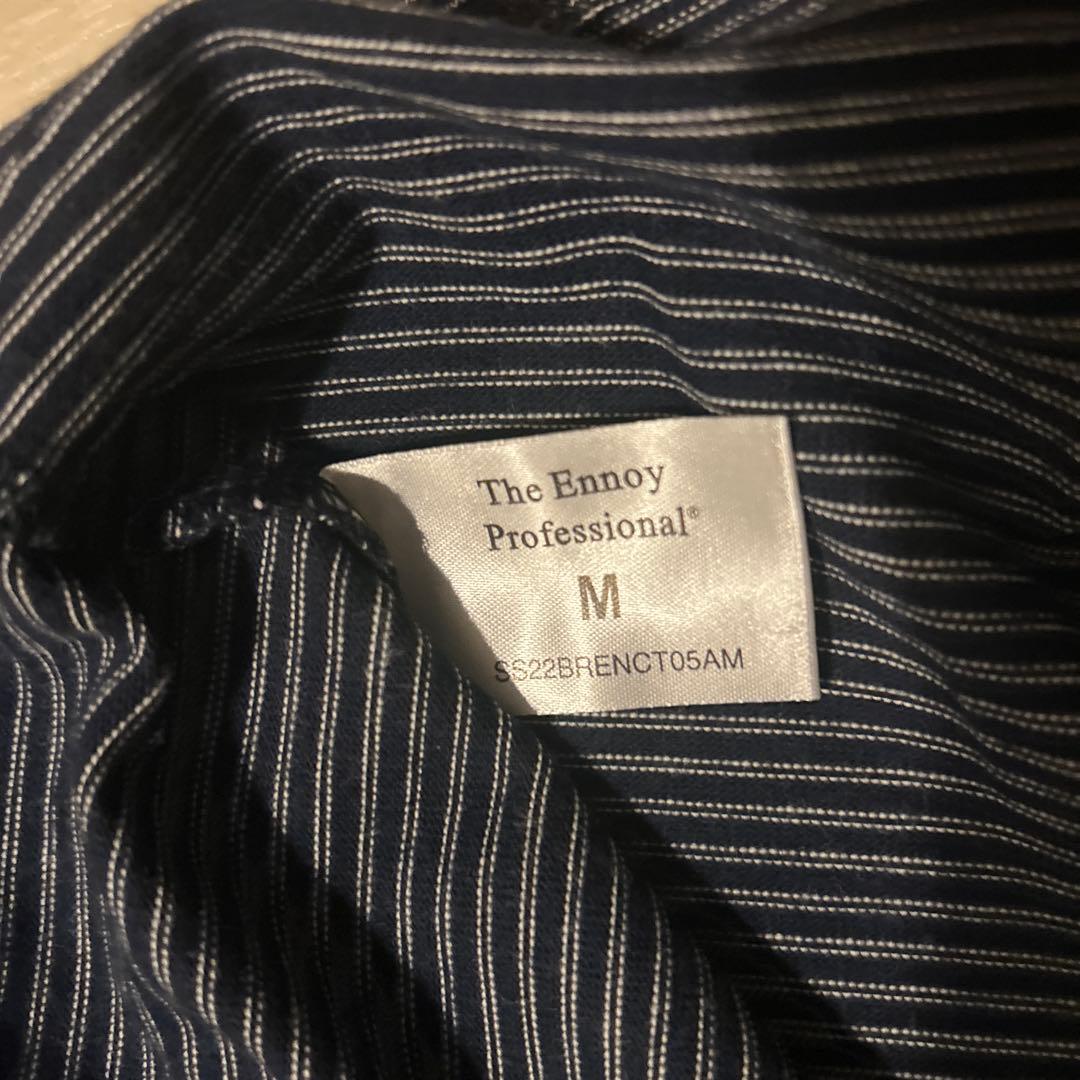 The Ennoy
Professional®
M
SS22BRENCT05AM